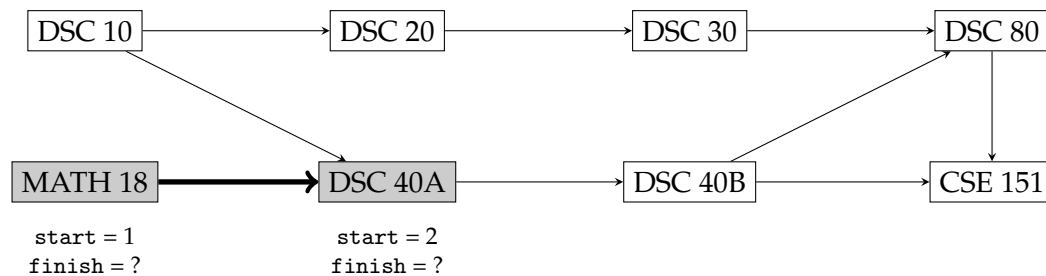 DSC 10
DSC 20
DSC 30
DSC 80
MATH 18
DSC 40A
DSC 40B
CSE 151
start = 1
finish = ?
start = 2
finish = ?